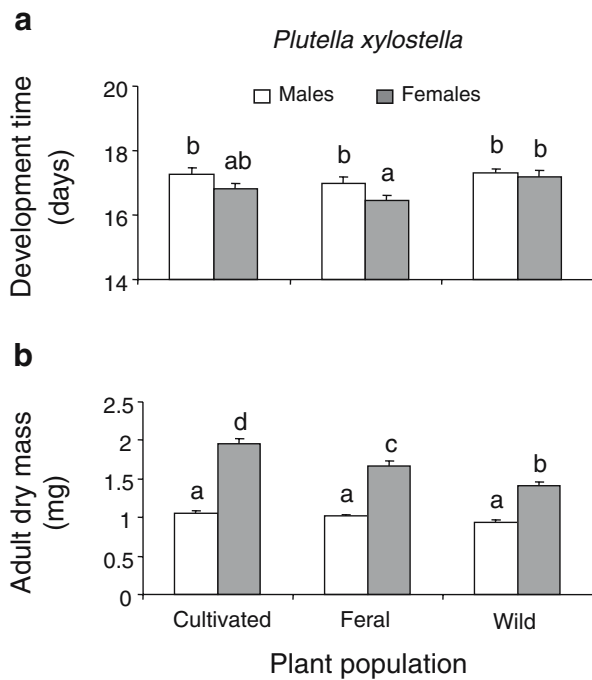 a
Plutella xylostella
Males Females
Development time
(days)
20
18
16
14
b ab b a b b
b
Adult dry mass
(mg)
2.5
2
1.5
1
0.5
0
a d a c a b
Cultivated Feral Wild
Plant population